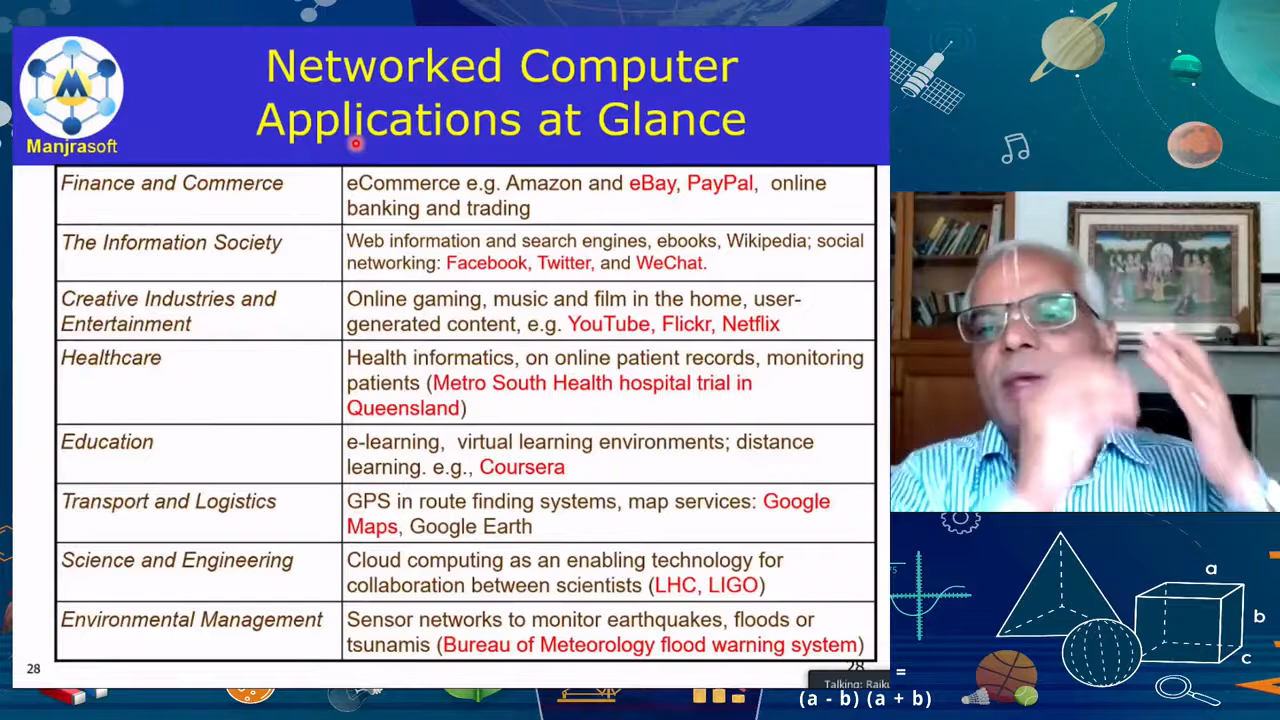 Networked Computer
Applications at Glance
M
Manjrasoft
Finance and Commerce
eCommerce e.g. Amazon and eBay, PayPal, online
banking and trading
The Information Society
Web information and search engines, ebooks, Wikipedia; social
networking: Facebook, Twitter, and WeChat.
Creative Industries and
Entertainment
Online gaming, music and film in the home, user-
generated content, e.g. YouTube, Flickr, Netflix
Healthcare
Health informatics, on online patient records, monitoring
patients (Metro South Health hospital trial in
Queensland)
Education
e-learning, virtual learning environments; distance
learning. e.g., Coursera
Transport and Logistics
GPS in route finding systems, map services: Google
Maps, Google Earth
Science and Engineering
Cloud computing as an enabling technology for
collaboration between scientists (LHC, LIGO)
Environmental Management
Sensor networks to monitor earthquakes, floods or
tsunamis (Bureau of Meteorology flood warning system)
28
28
Talking:
a
b
c
=
(a - b) (a + b)